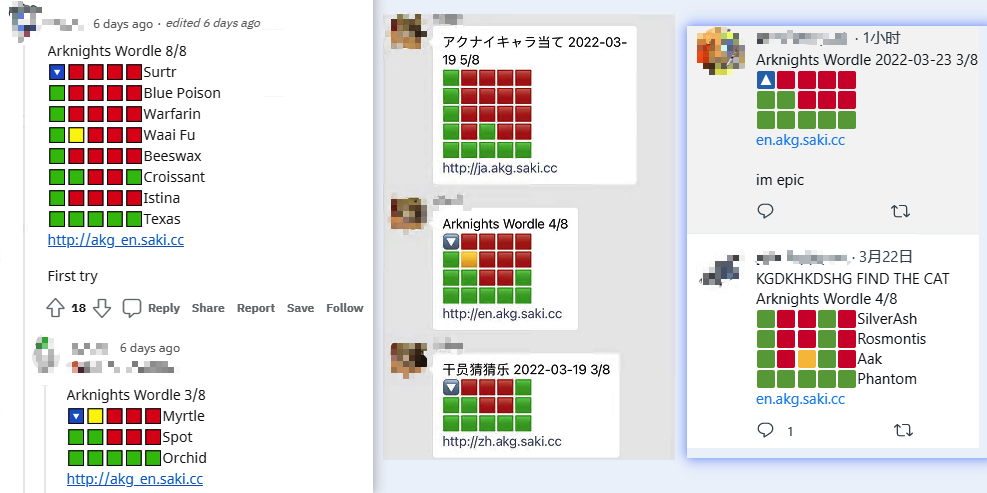 6 days ago · edited 6 days ago
Arknights Wordle 8/8
Surtr
Blue Poison
Warfarin
Waai Fu
Beeswax
Croissant
Istina
Texas
http://akg_en.saki.cc
First try
18 Reply Share Report Save Follow
6 days ago
Arknights Wordle 3/8
Myrtle
Spot
Orchid
http://akg_en.saki.cc
アクナイキャラ当て 2022-03-
19 5/8
http://ja.akg.saki.cc
Arknights Wordle 4/8
http://en.akg.saki.cc
干员猜猜乐 2022-03-19 3/8
http://zh.akg.saki.cc
· 1小时
Arknights Wordle 2022-03-23 3/8
en.akg.saki.cc
im epic
· 3月22日
KGDKHKDSHG FIND THE CAT
Arknights Wordle 4/8
SilverAsh
Rosmontis
Aak
Phantom
en.akg.saki.cc
1